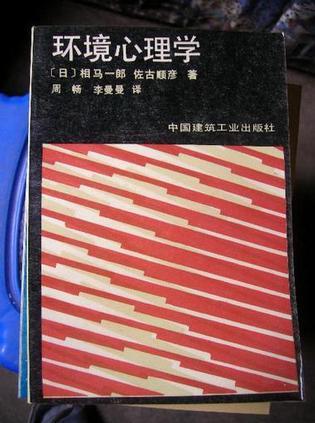 环境心理学
〔日〕相马一郎 佐古顺彦 著
周畅 李曼曼 译
中国建筑工业出版社